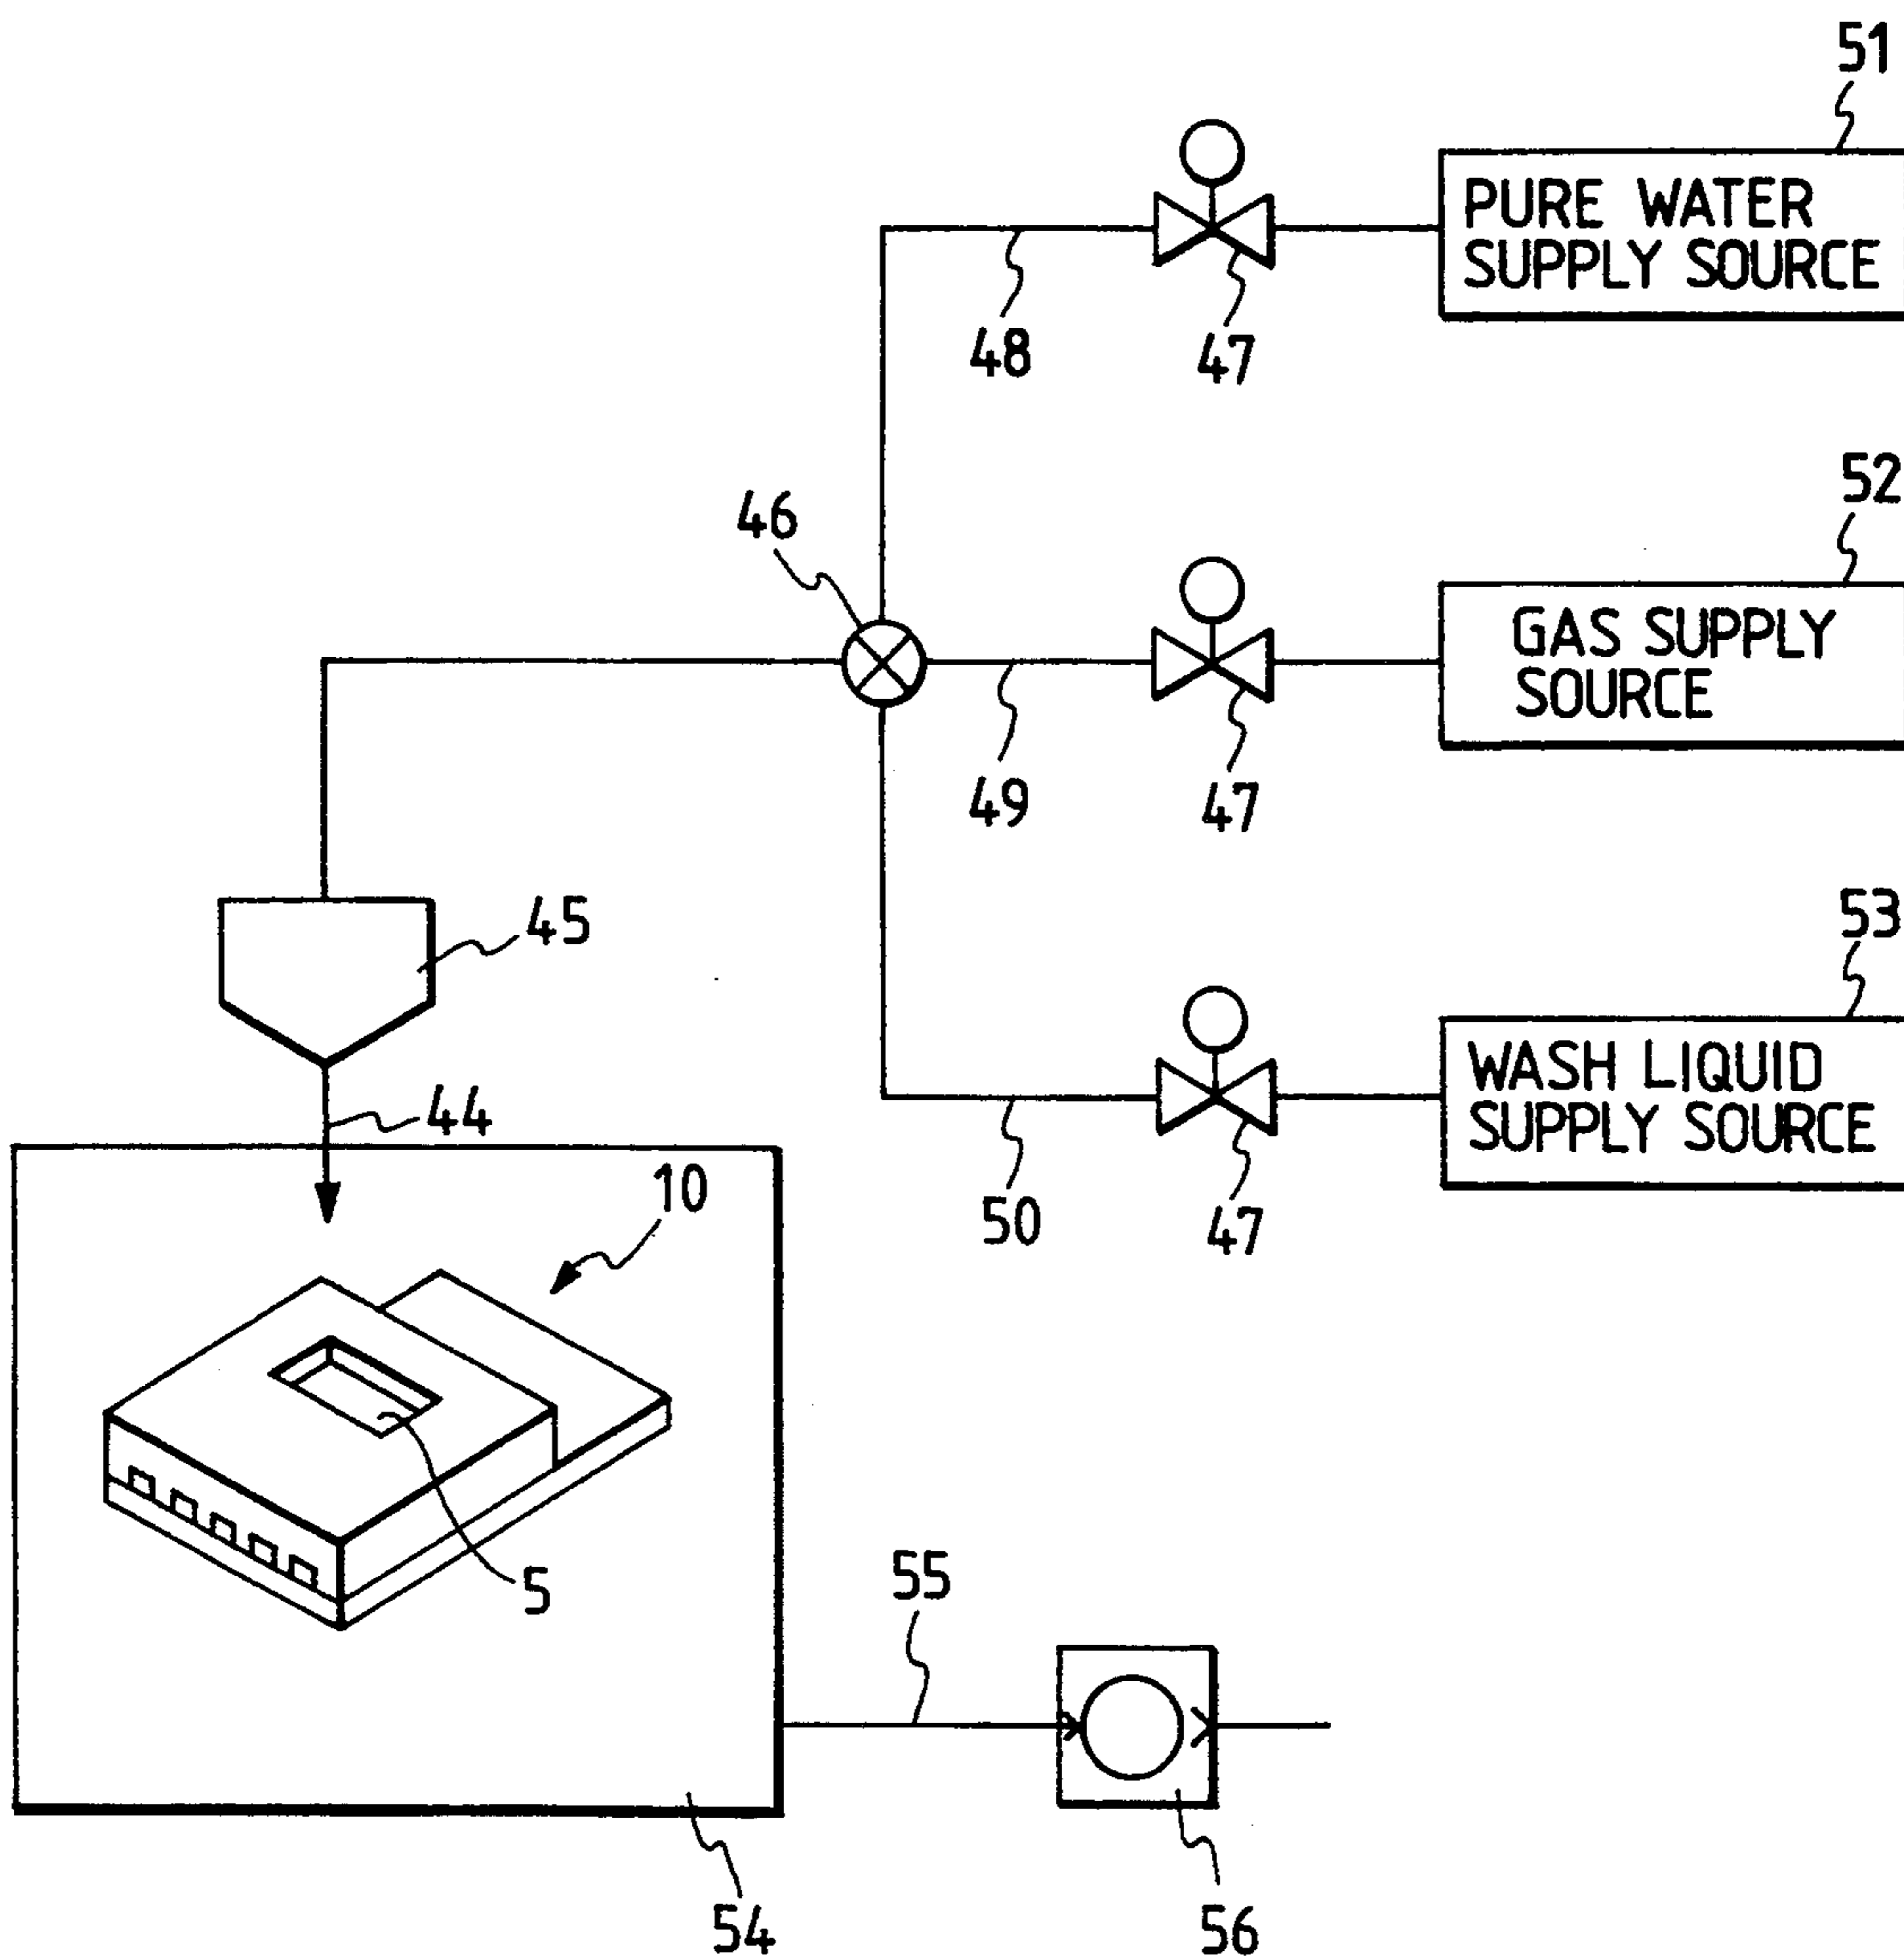 51
PURE WATER
SUPPLY SOURCE
48
47
52
46
GAS SUPPLY
SOURCE
49
47
53
45
WASH LIQUID
SUPPLY SOURCE
44
10
50
47
5
55
54
56